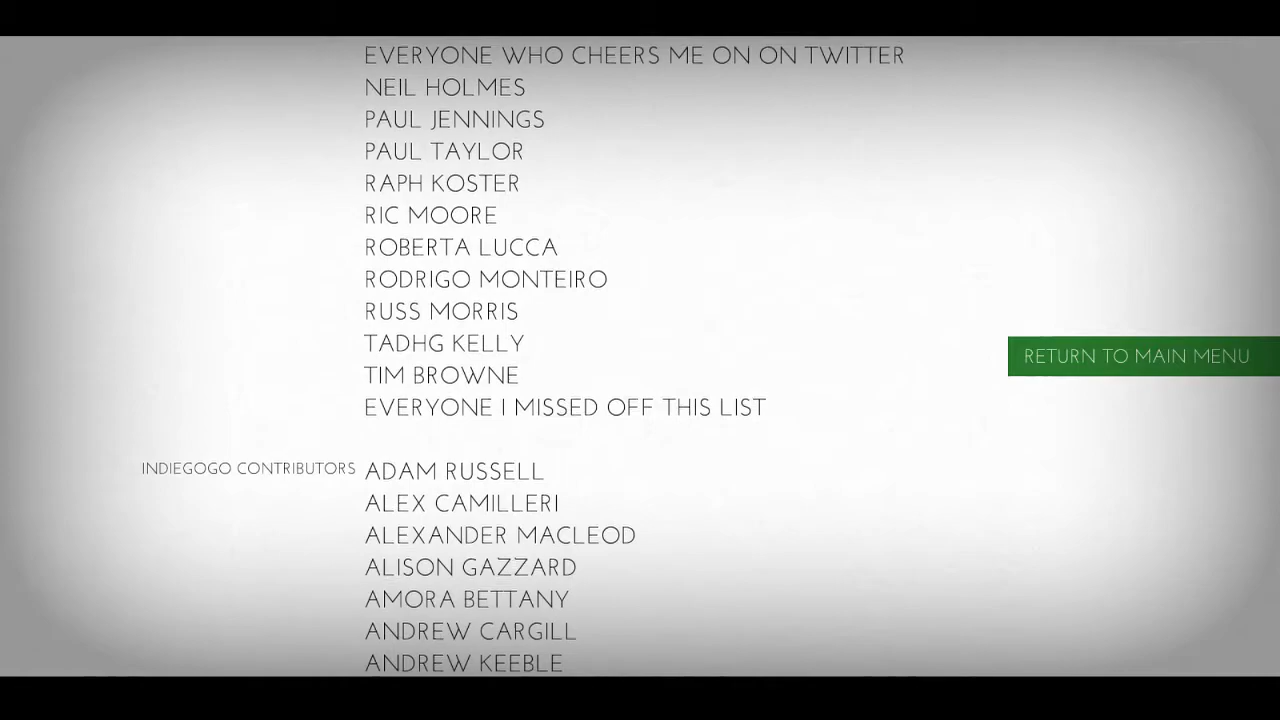 EVERYONE WHO CHEERS ME ON ON TWITTER
NEIL HOLMES
PAUL JENNINGS
PAUL TAYLOR
RAPH KOSTER
RIC MOORE
ROBERTA LUCCA
RODRIGO MONTEIRO
RUSS MORRIS
TADHG KELLY
RETURN TO MAIN MENU
TIM BROWNE
EVERYONE I MISSED OFF THIS LIST
INDIEGOGO CONTRIBUTORS ADAM RUSSELL
ALEX CAMILLERI
ALEXANDER MACLEOD
ALISON GAZZARD
AMORA BETTANY
ANDREW CARGILL
ANDREW KEEBLE